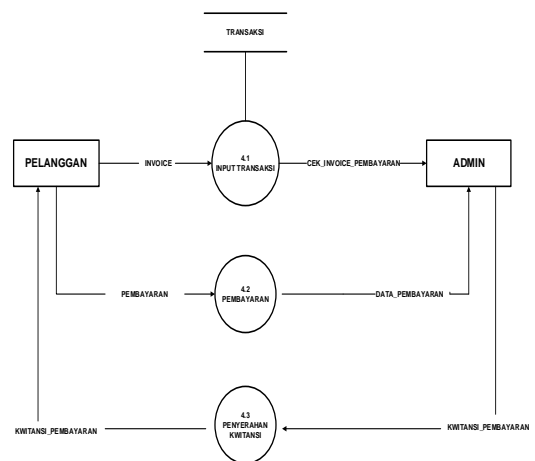 TRANSAKSI
4.1
INPUT TRANSAKSI
PELANGGAN
INVOICE
CEK_INVOICE_PEMBAYARAN
ADMIN
4.2
PEMBAYARAN
PEMBAYARAN
DATA_PEMBAYARAN
4.3
PENYERAHAN
KWITANSI
KWITANSI_PEMBAYARAN
KWITANSI_PEMBAYARAN